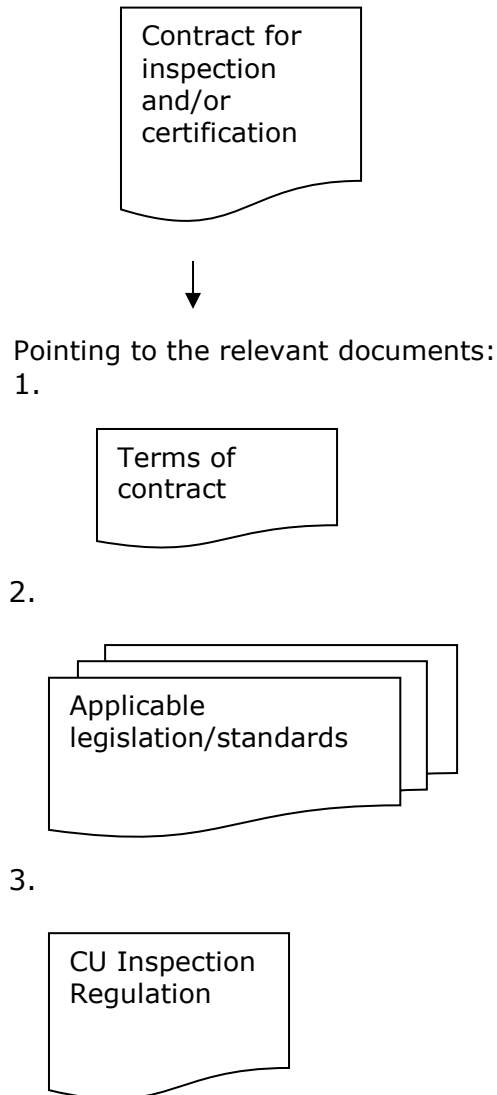 Contract for
inspection
and/or
certification
Pointing to the relevant documents:
1.
Terms of
contract
2.
Applicable
legislation/standards
3.
CU Inspection
Regulation